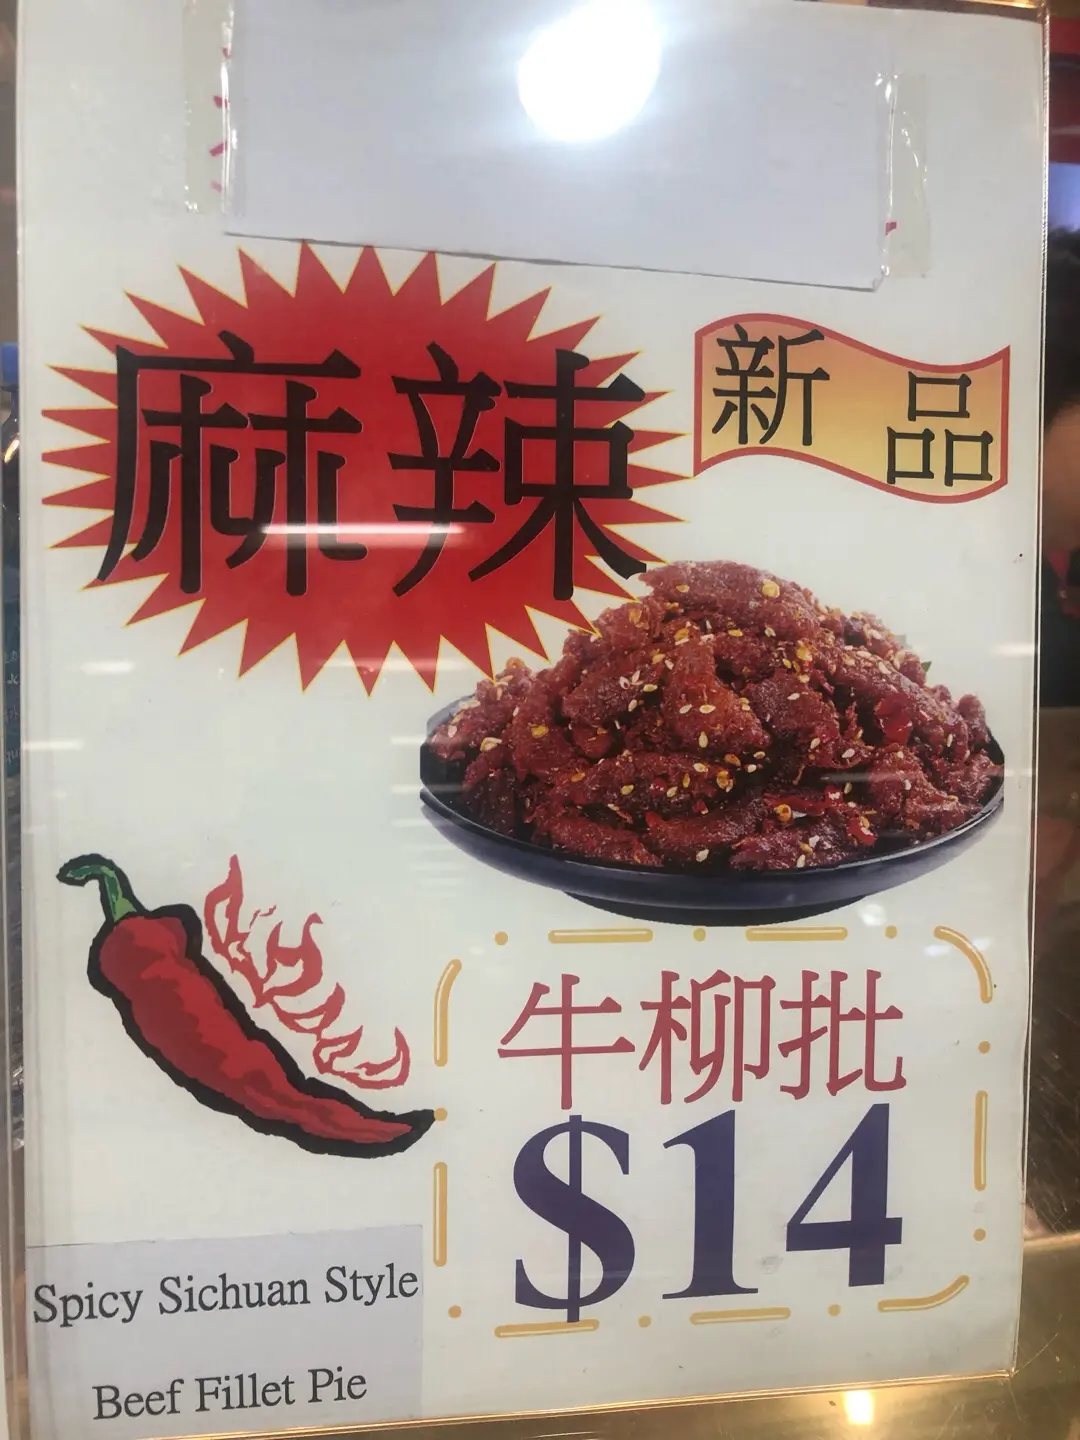 麻辣
新品
牛柳批
$14
Spicy Sichuan Style
Beef Fillet Pie